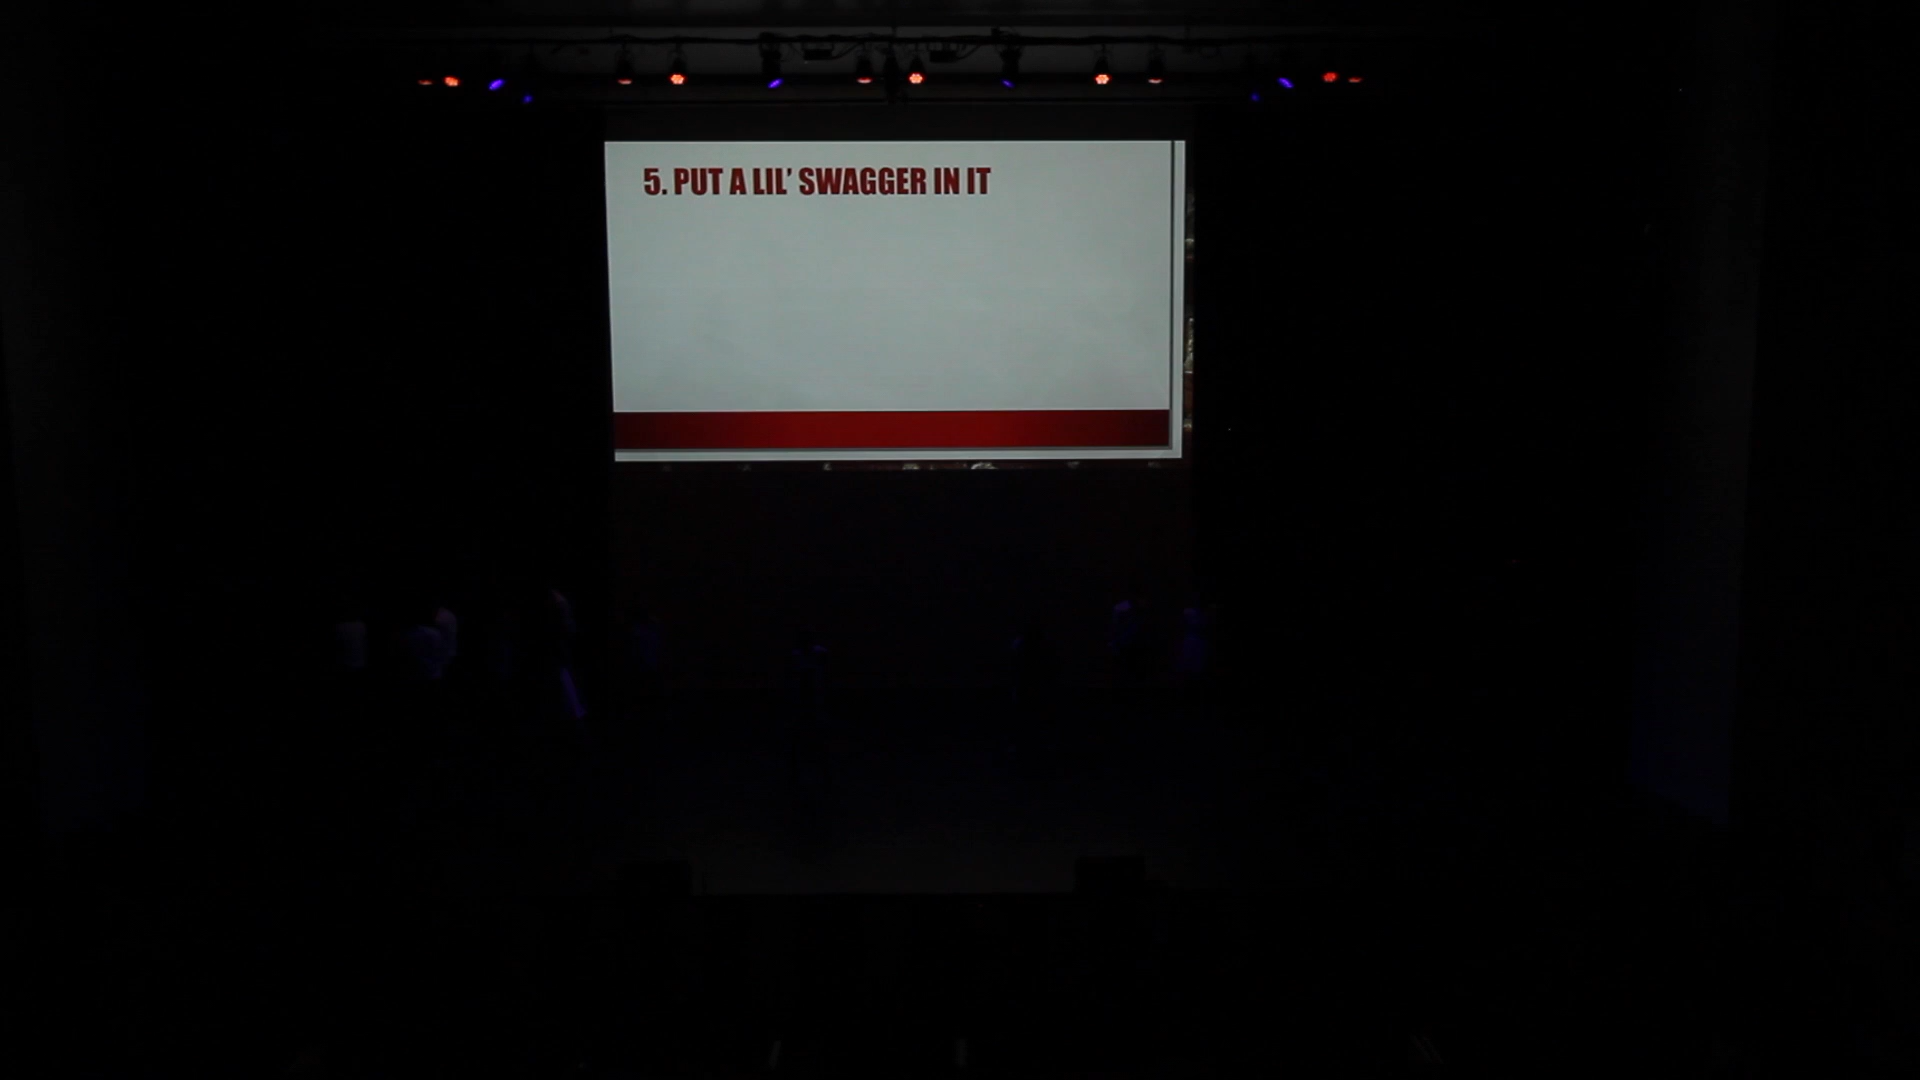 5. PUT A LIL’ SWAGGER IN IT